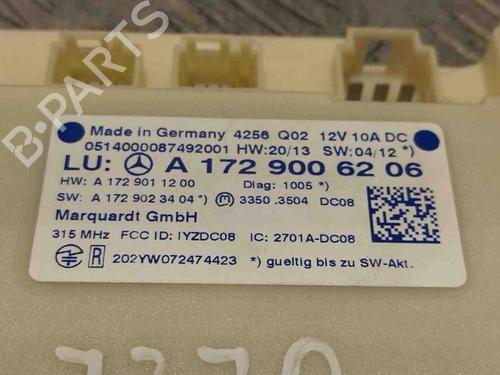 B-PARTS
Made in Germany 4256 Q02 12V 10A DC
0514000087492001 HW:20/13 SW:04/12 *)
LU: A 172 900 62 06
HW: A 172 901 12 00 Diag: 1005 *)
SW: A 172 902 34 04 *) m 3350 .3504 DC08
Marquardt GmbH
315 MHz FCC ID: IYZDC08 IC: 2701A-DC08
R 202YW072474423 *) gueltig bis zu SW-Akt.